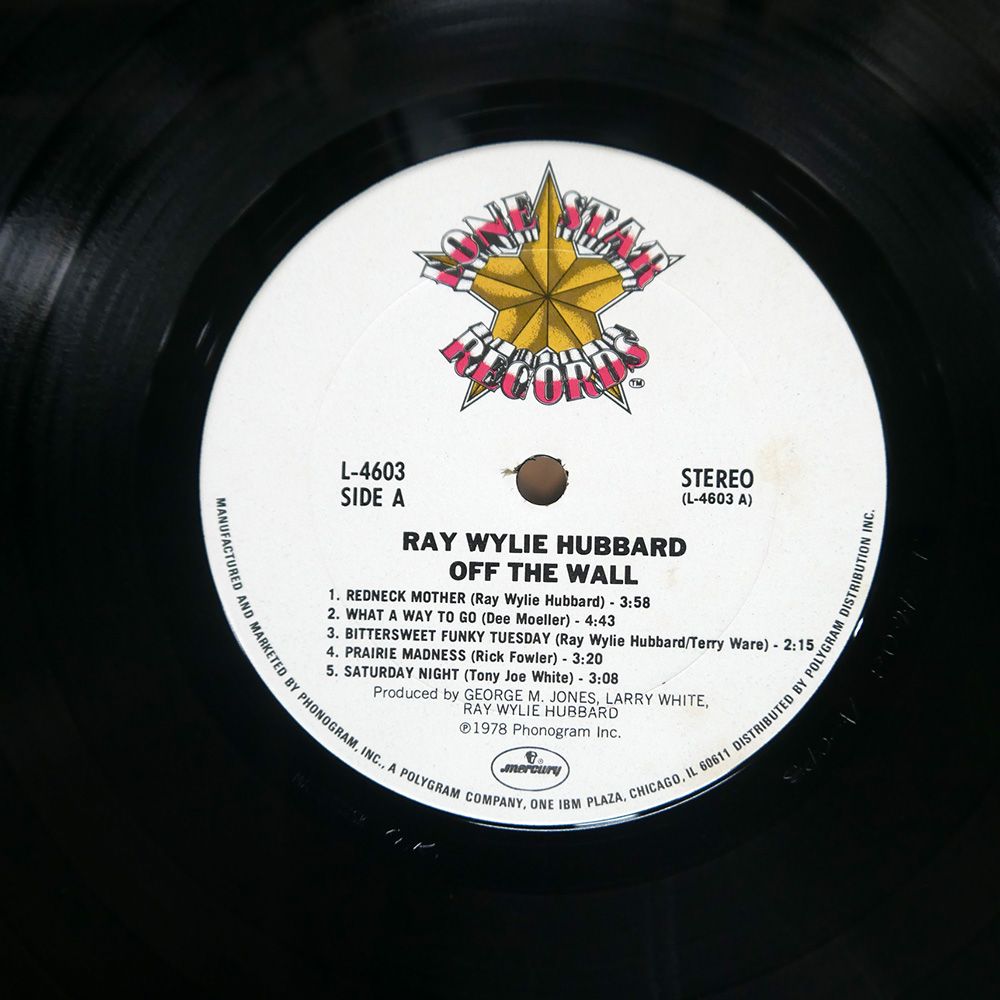 LONE STAR
RECORDS™
L-4603
SIDE A
STEREO
(L-4603 A)
RAY WYLIE HUBBARD
OFF THE WALL
1. REDNECK MOTHER (Ray Wylie Hubbard) - 3:58
2. WHAT A WAY TO GO (Dee Moeller) - 4:43
3. BITTERSWEET FUNKY TUESDAY (Ray Wylie Hubbard/Terry Ware) - 2:15
4. PRAIRIE MADNESS (Rick Fowler) - 3:20
5. SATURDAY NIGHT (Tony Joe White) - 3:08
Produced by GEORGE M. JONES, LARRY WHITE,
RAY WYLIE HUBBARD
℗1978 Phonogram Inc.
mercury®
MANUFACTURED AND MARKETED BY PHONOGRAM, INC., A POLYGRAM COMPANY, ONE IBM PLAZA, CHICAGO, IL 60611 DISTRIBUTED BY POLYGRAM DISTRIBUTION INC.